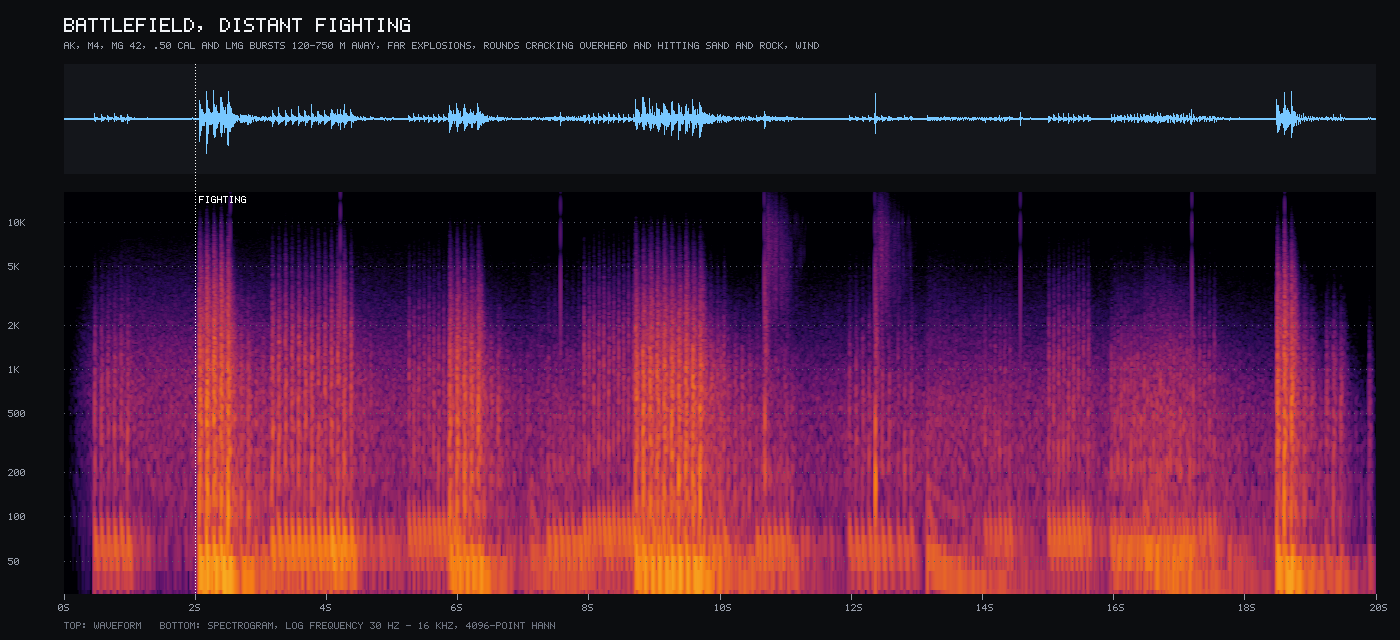 BATTLEFIELD, DISTANT FIGHTING
AK, M4, MG 42, .50 CAL AND LMG BURSTS 120-750 M AWAY, FAR EXPLOSIONS, ROUNDS CRACKING OVERHEAD AND HITTING SAND AND ROCK, WIND
FIGHTING
10K
5K
2K
1K
500
200
100
50
0S 2S 4S 6S 8S 10S 12S 14S 16S 18S 20S
TOP: WAVEFORM BOTTOM: SPECTROGRAM, LOG FREQUENCY 30 HZ - 16 KHZ, 4096-POINT HANN